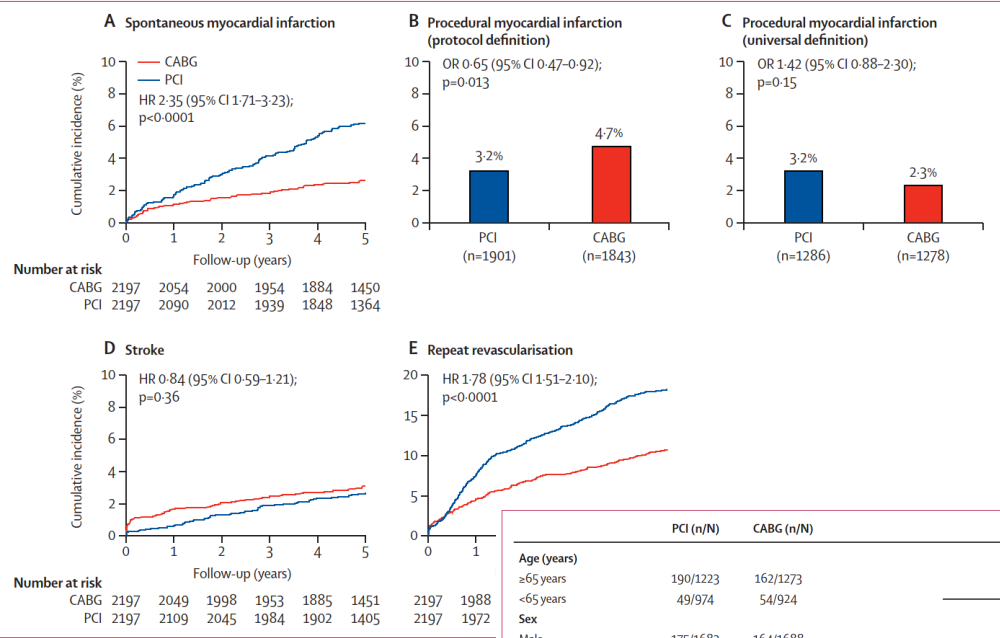 A Spontaneous myocardial infarction
10
8
6
4
2
0
Cumulative incidence (%)
CABG
PCI
HR 2·35 (95% CI 1·71–3·23);
p<0·0001
0 1 2 3 4 5
Follow-up (years)
Number at risk
CABG 2197 2054 2000 1954 1884 1450
PCI 2197 2090 2012 1939 1848 1364
B Procedural myocardial infarction
(protocol definition)
10
8
6
4
2
0
OR 0·65 (95% CI 0·47–0·92);
p=0·013
3·2%
4·7%
PCI CABG
(n=1901) (n=1843)
C Procedural myocardial infarction
(universal definition)
10
8
6
4
2
0
OR 1·42 (95% CI 0·88–2·30);
p=0·15
3·2%
2·3%
PCI CABG
(n=1286) (n=1278)
D Stroke
10
8
6
4
2
0
Cumulative incidence (%)
HR 0·84 (95% CI 0·59–1·21);
p=0·36
0 1 2 3 4 5
Follow-up (years)
Number at risk
CABG 2197 2049 1998 1953 1885 1451
PCI 2197 2109 2045 1984 1902 1405
E Repeat revascularisation
20
15
10
5
0
HR 1·78 (95% CI 1·51–2·10);
p<0·0001
0 1
2197 1988
2197 1972
PCI (n/N) CABG (n/N)
Age (years)
≥65 years 190/1223 162/1273
<65 years 49/974 54/924
Sex
Male 175/1682 164/1688